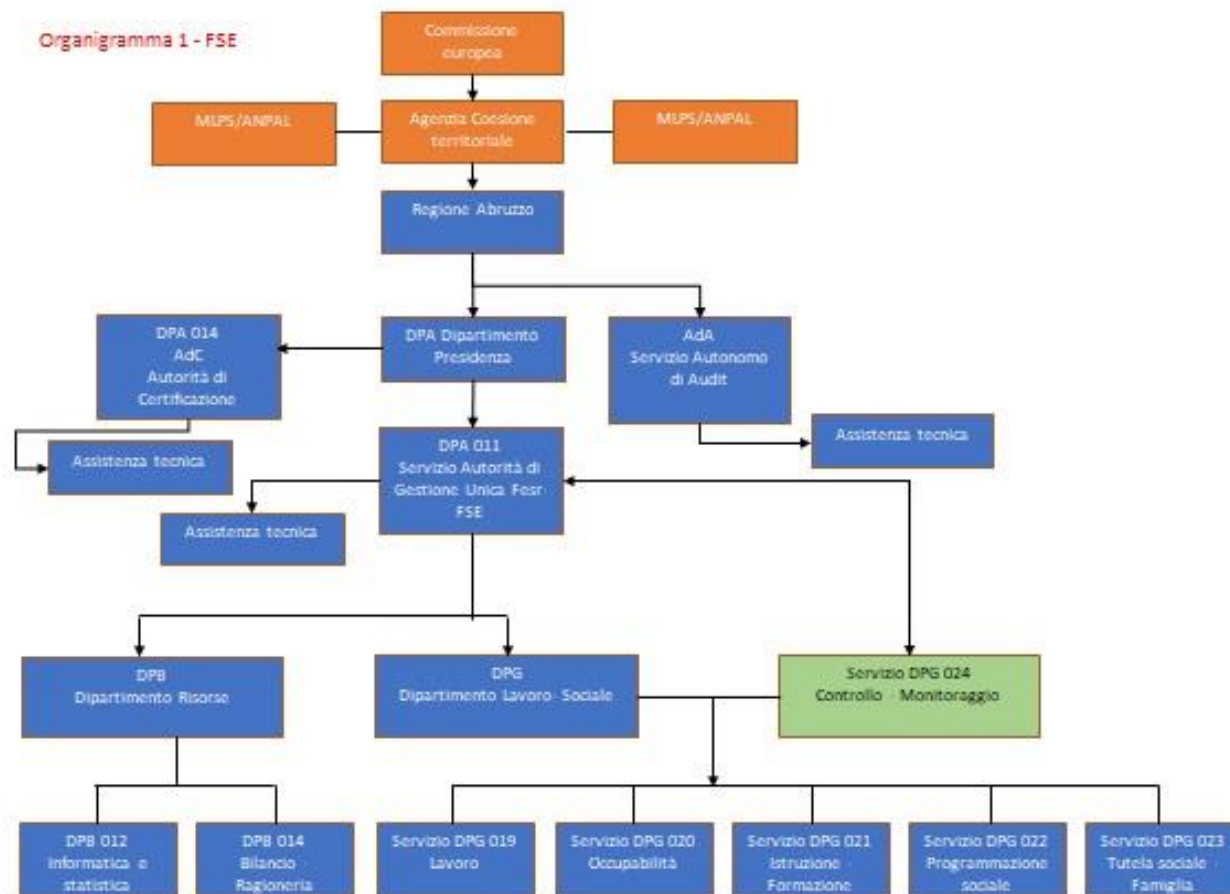 Organigramma 1 - FSE
Commissione
europea
MLPS/ANPAL
Agenzia Coesione
territoriale
MLPS/ANPAL
Regione Abruzzo
DPA 014
AdC
Autorità di
Certificazione
DPA Dipartimento
Presidenza
AdA
Servizio Autonomo
di Audit
Assistenza tecnica
DPA 011
Servizio Autorità di
Gestione Unica Fesr
FSE
Assistenza tecnica
Assistenza tecnica
DPB
Dipartimento Risorse
DPG
Dipartimento Lavoro Sociale
Servizio DPG 024
Controllo - Monitoraggio
DPB 012
Informatica e
statistica
DPB 014
Bilancio
Ragioneria
Servizio DPG 019
Lavoro
Servizio DPG 020
Occupabilità
Servizio DPG 021
Istruzione
Formazione
Servizio DPG 022
Programmazione
sociale
Servizio DPG 023
Tutela sociale
Famiglia